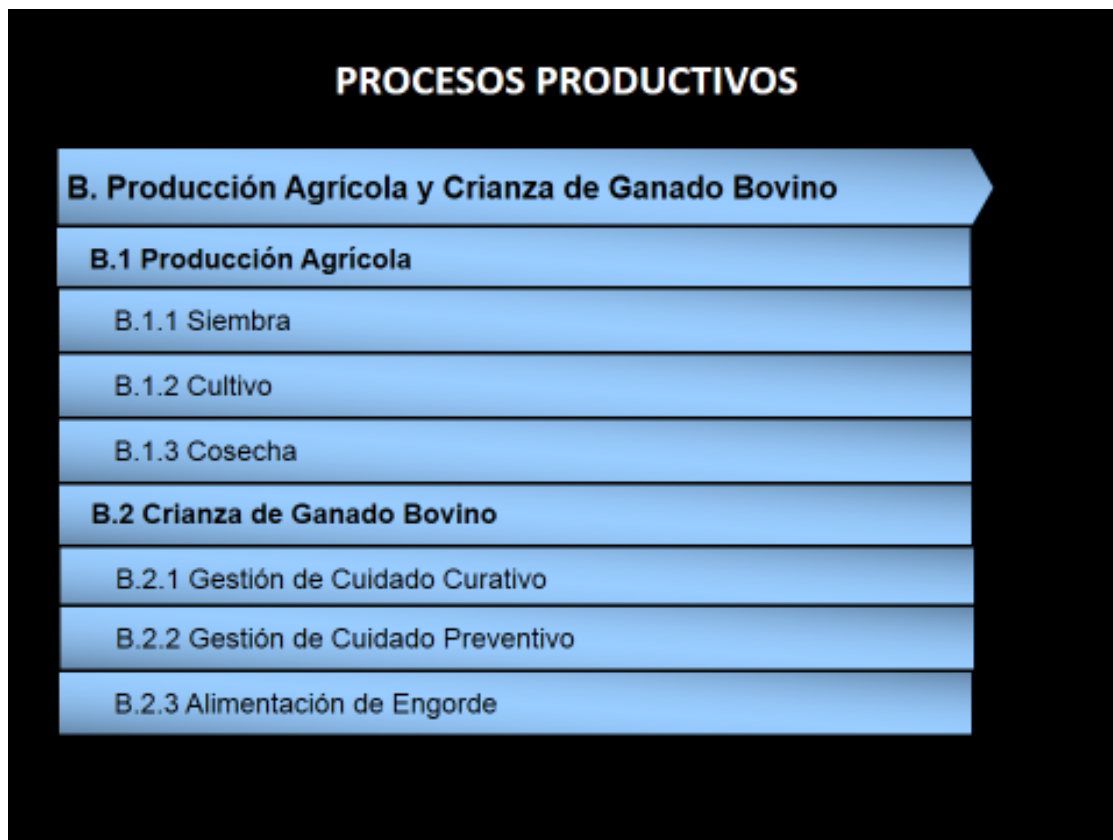 PROCESOS PRODUCTIVOS
B. Producción Agrícola y Crianza de Ganado Bovino
B.1 Producción Agrícola
B.1.1 Siembra
B.1.2 Cultivo
B.1.3 Cosecha
B.2 Crianza de Ganado Bovino
B.2.1 Gestión de Cuidado Curativo
B.2.2 Gestión de Cuidado Preventivo
B.2.3 Alimentación de Engorde